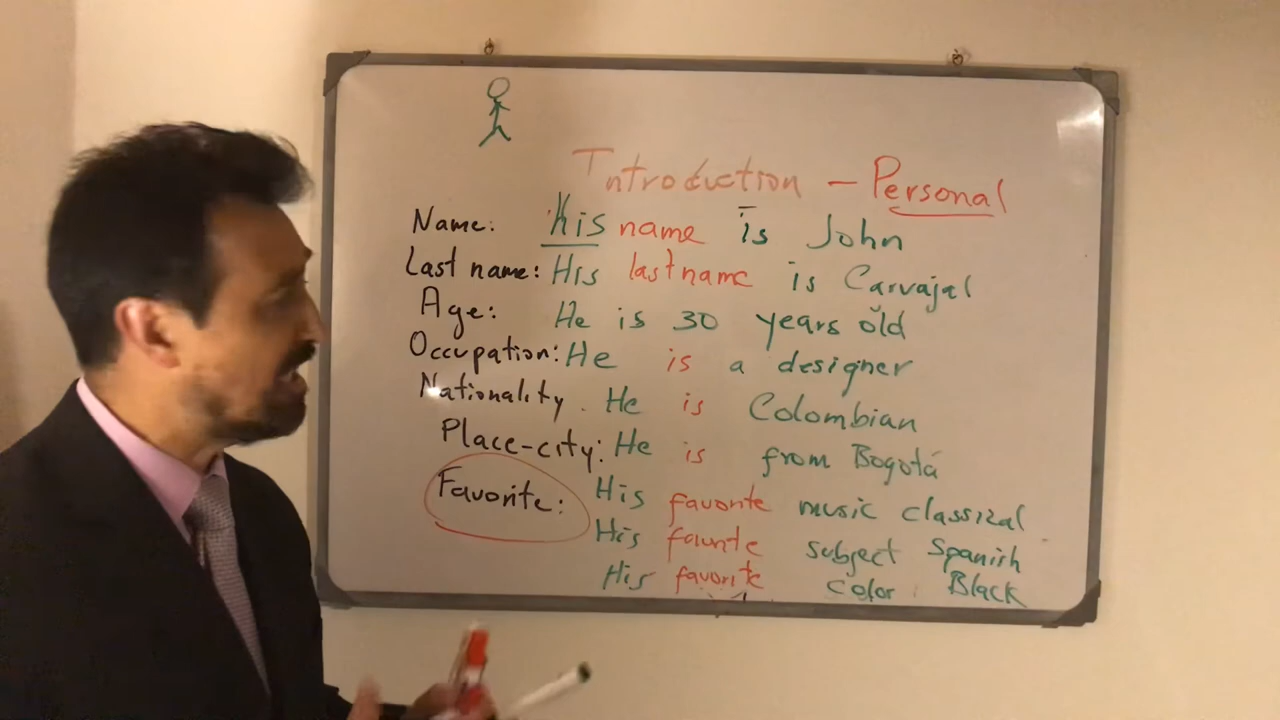 Introduction - Personal
Name: His name is John
Last name: His lastname is Carvajal
Age: He is 30 years old
Occupation: He is a designer
Nationality. He is Colombian
Place-city: He is from Bogotá
Favorite: His favorite music classical
His favorite subject Spanish
His favorite color Black